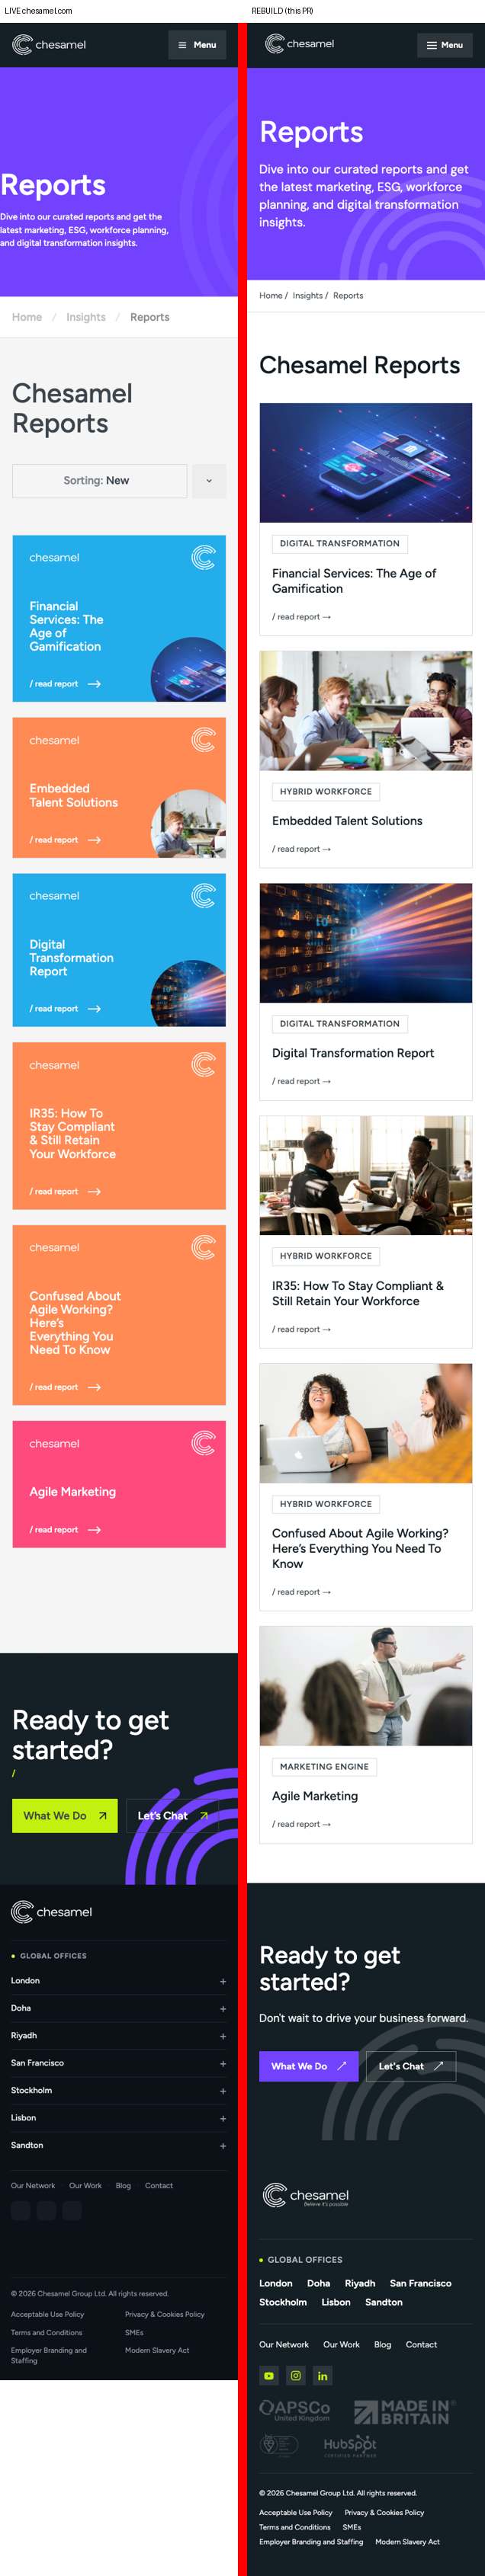 LIVE chesamel.com
chesamel
Menu
Reports
Dive into our curated reports and get the
latest marketing, ESG, workforce planning,
and digital transformation insights.
Home / Insights / Reports
Chesamel
Reports
Sorting: New
chesamel
Financial
Services: The
Age of
Gamification
/ read report
chesamel
Embedded
Talent Solutions
/ read report
chesamel
Digital
Transformation
Report
/ read report
chesamel
IR35: How To
Stay Compliant
& Still Retain
Your Workforce
/ read report
chesamel
Confused About
Agile Working?
Here's
Everything You
Need To Know
/ read report
chesamel
Agile Marketing
/ read report
Ready to get
started?
/
What We Do
Let's Chat
chesamel
GLOBAL OFFICES
London +
Doha +
Riyadh +
San Francisco +
Stockholm +
Lisbon +
Sandton +
Our Network Our Work Blog Contact
© 2026 Chesamel Group Ltd. All rights reserved.
Acceptable Use Policy Privacy & Cookies Policy
Terms and Conditions SMEs
Employer Branding and
Staffing
Modern Slavery Act
REBUILD (this PR)
chesamel
Menu
Reports
Dive into our curated reports and get
the latest marketing, ESG, workforce
planning, and digital transformation
insights.
Home / Insights / Reports
Chesamel Reports
DIGITAL TRANSFORMATION
Financial Services: The Age of
Gamification
/ read report →
HYBRID WORKFORCE
Embedded Talent Solutions
/ read report →
DIGITAL TRANSFORMATION
Digital Transformation Report
/ read report →
HYBRID WORKFORCE
IR35: How To Stay Compliant &
Still Retain Your Workforce
/ read report →
HYBRID WORKFORCE
Confused About Agile Working?
Here's Everything You Need To
Know
/ read report →
MARKETING ENGINE
Agile Marketing
/ read report →
Ready to get
started?
Don't wait to drive your business forward.
What We Do
Let's Chat
chesamel
Believe it's possible
GLOBAL OFFICES
London Doha Riyadh San Francisco
Stockholm Lisbon Sandton
Our Network Our Work Blog Contact
APSCo
United Kingdom
MADE IN
BRITAIN
HubSpot
CERTIFIED PARTNER
© 2026 Chesamel Group Ltd. All rights reserved.
Acceptable Use Policy Privacy & Cookies Policy
Terms and Conditions SMEs
Employer Branding and Staffing Modern Slavery Act